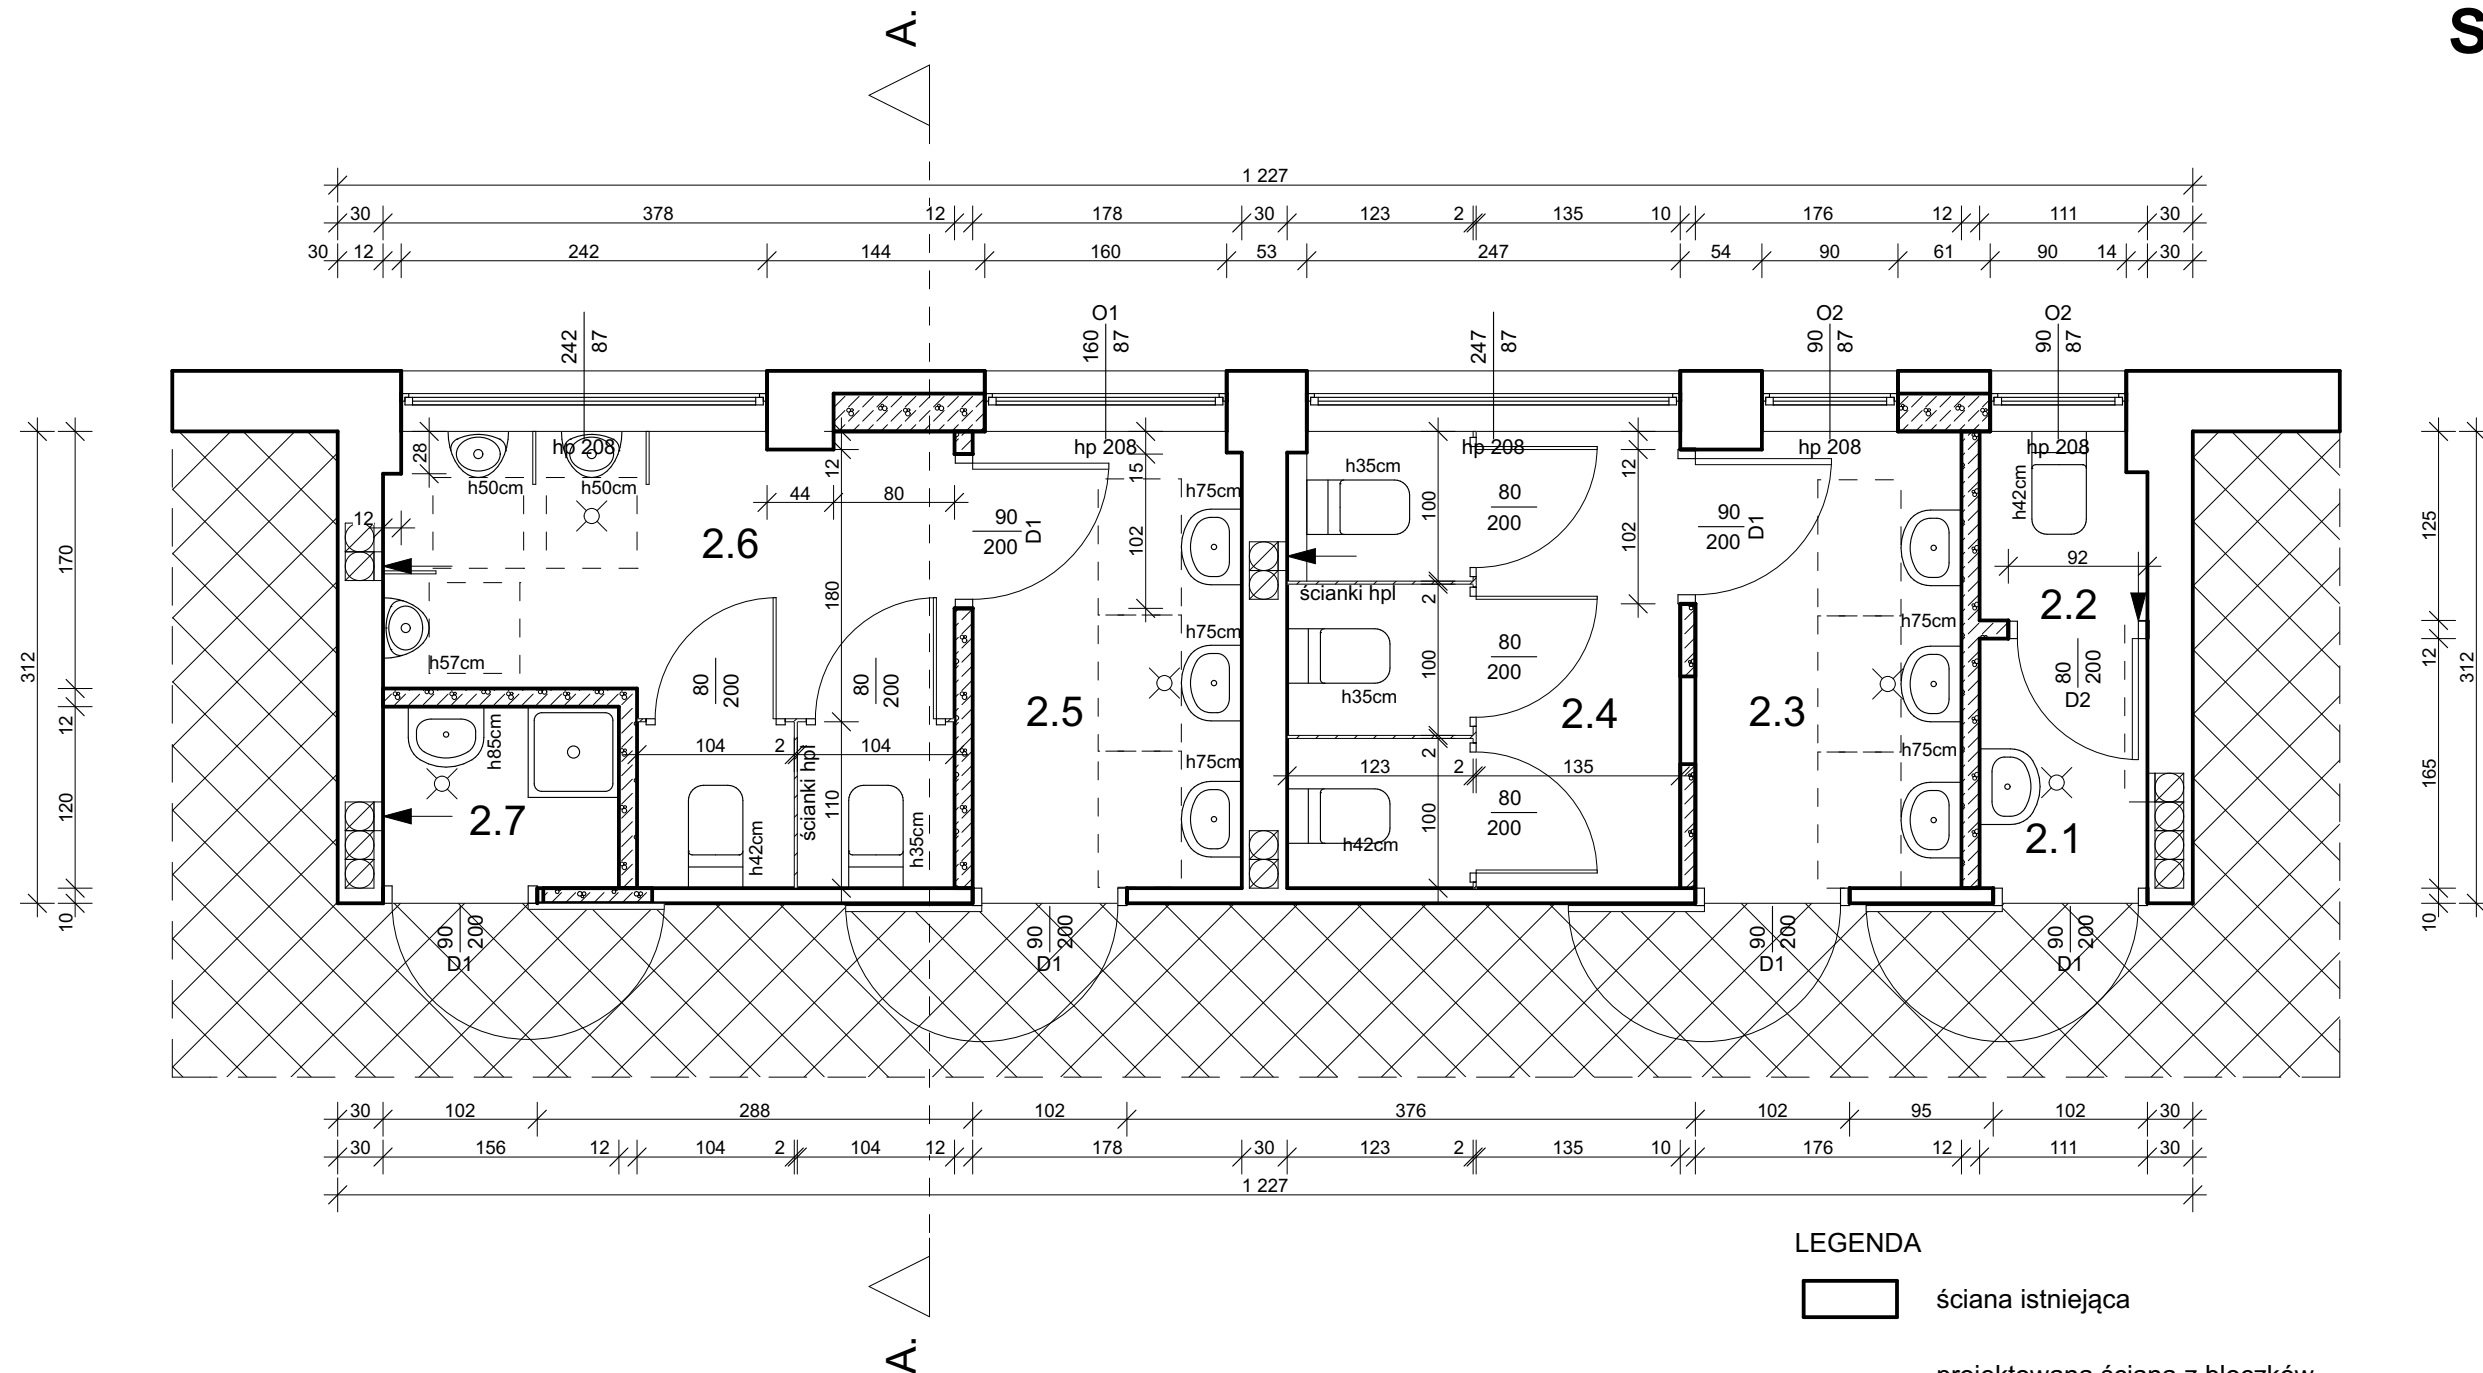 A.
S
1 227
30 378 12 178 30 123 2 135 10 176 12 111 30
30 12 242 144 160 53 247 54 90 61 90 14 30
O1 O2 O2
242 87 160 87 247 87 90 87 90 87
hp 208 hp 208 hp 208 hp 208 hp 208
28 12 15 12
h50cm h50cm h75cm h35cm h42cm
44 80
12
2.6
90
200
D1
102
100
80
200
102
90
200
D1
125
170
92
180
ścianki hpl
2
2.2
h57cm
h75cm
h75cm
312
12
80 200
80 200
100
80
200
h35cm
80 200
D2
12
312
2.5
2.4
2.3
h85cm
104 2 104
h75cm
2
123 2 135
h75cm
165
ścianki hpl
110
120
2.7
h42cm
h35cm
100
80
200
h42cm
2.1
10
10
90 200
D1
90 200
D1
90 200
D1
90 200
D1
30 102 288 102 376 102 95 102 30
30 156 12 104 2 104 12 178 30 123 2 135 10 176 12 111 30
1 227
LEGENDA
ściana istniejąca
A.
projektowana ściana z bloczków